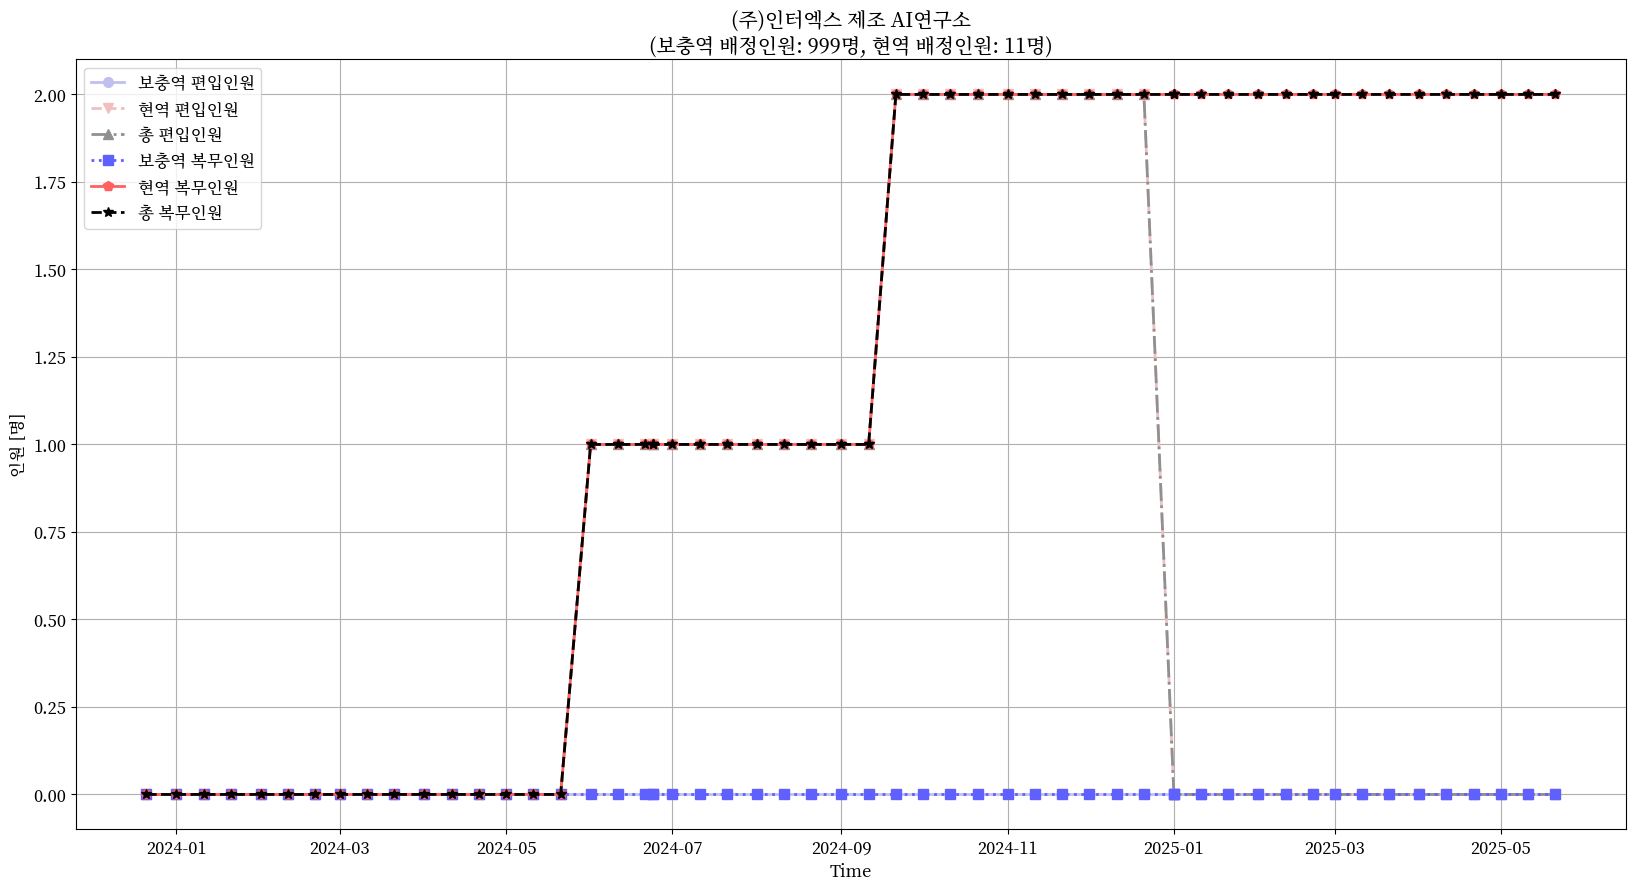 (주)인터엑스 제조 AI연구소
(보충역 배정인원: 999명, 현역 배정인원: 11명)
보충역 편입인원
현역 편입인원
총 편입인원
보충역 복무인원
현역 복무인원
총 복무인원
인원 [명]
2.00
1.75
1.50
1.25
1.00
0.75
0.50
0.25
0.00
2024-01
2024-03
2024-05
2024-07
2024-09
2024-11
2025-01
2025-03
2025-05
Time